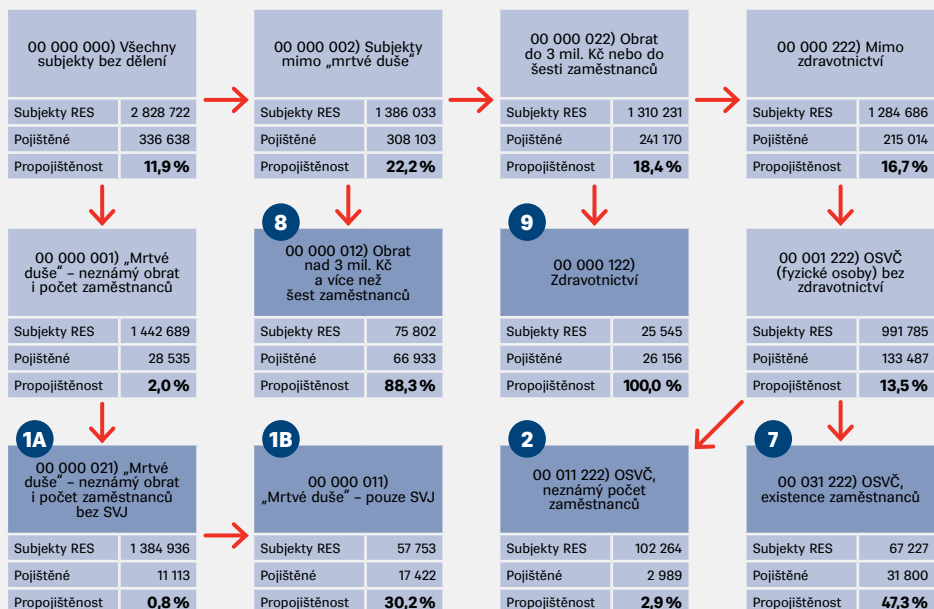 00 000 000) Všechny
subjekty bez dělení
Subjekty RES 2 828 722
Pojištěné 336 638
Propojištěnost 11,9 %
00 000 002) Subjekty
mimo „mrtvé duše“
Subjekty RES 1 386 033
Pojištěné 308 103
Propojištěnost 22,2 %
00 000 022) Obrat
do 3 mil. Kč nebo do
šesti zaměstnanců
Subjekty RES 1 310 231
Pojištěné 241 170
Propojištěnost 18,4 %
00 000 222) Mimo
zdravotnictví
Subjekty RES 1 284 686
Pojištěné 215 014
Propojištěnost 16,7 %
00 000 001) „Mrtvé
duše“ – neznámý obrat
i počet zaměstnanců
Subjekty RES 1 442 689
Pojištěné 28 535
Propojištěnost 2,0 %
8
00 000 012) Obrat
nad 3 mil. Kč
a více než
šest zaměstnanců
Subjekty RES 75 802
Pojištěné 66 933
Propojištěnost 88,3 %
9
00 000 122)
Zdravotnictví
Subjekty RES 25 545
Pojištěné 26 156
Propojištěnost 100,0 %
00 001 222) OSVČ
(fyzické osoby) bez
zdravotnictví
Subjekty RES 991 785
Pojištěné 133 487
Propojištěnost 13,5 %
1A
00 000 021) „Mrtvé
duše“ – neznámý obrat
i počet zaměstnanců
bez SVJ
Subjekty RES 1 384 936
Pojištěné 11 113
Propojištěnost 0,8 %
1B
00 000 011)
„Mrtvé duše“ – pouze SVJ
Subjekty RES 57 753
Pojištěné 17 422
Propojištěnost 30,2 %
2
00 011 222) OSVČ,
neznámý počet
zaměstnanců
Subjekty RES 102 264
Pojištěné 2 989
Propojištěnost 2,9 %
7
00 031 222) OSVČ,
existence zaměstnanců
Subjekty RES 67 227
Pojištěné 31 800
Propojištěnost 47,3 %